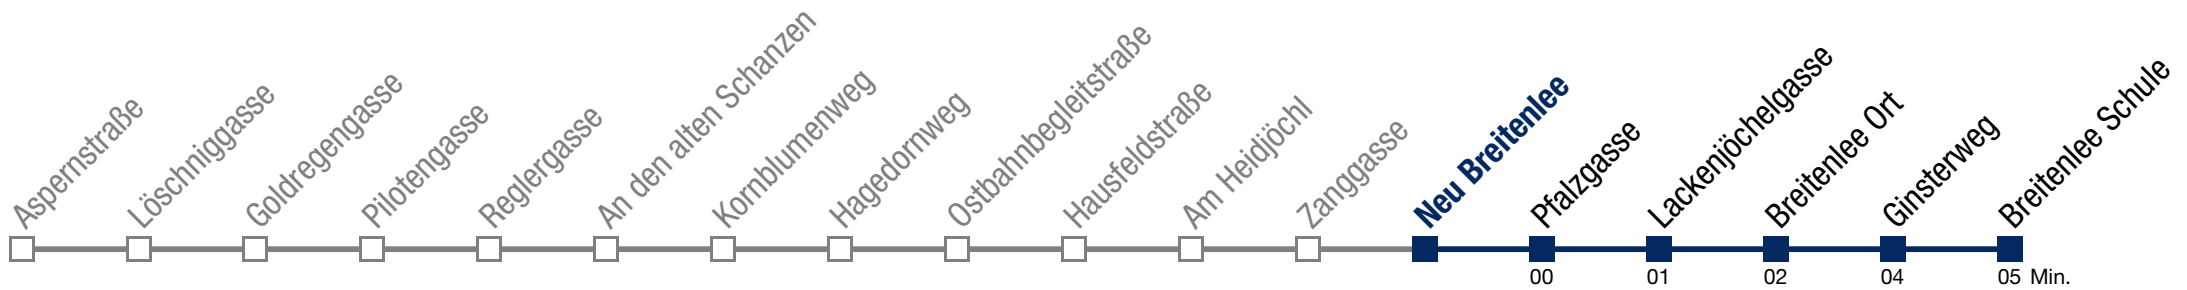 Aspernstraße
Löschniggasse
Goldregengasse
Pilotengasse
Reglergasse
An den alten Schanzen
Kornblumenweg
Hagedornweg
Ostbahnbegleitstraße
Hausfeldstraße
Am Heidjöchl
Zanggasse
Neu Breitenlee
Pfalzgasse
Lackenjöchelgasse
Breitenlee Ort
Ginsterweg
Breitenlee Schule
00 01 02 04 05 Min.